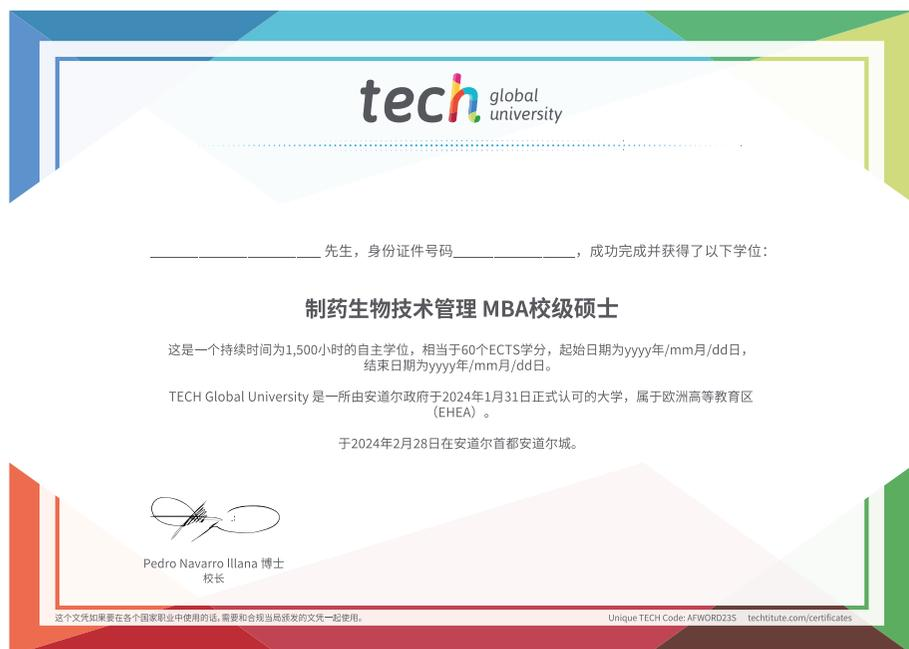 tech global university
____________________ 先生，身份证件号码_______________，成功完成并获得了以下学位：
制药生物技术管理 MBA校级硕士
这是一个持续时间为1,500小时的自主学位，相当于60个ECTS学分，起始日期为yyyy年/mm月/dd日，
结束日期为yyyy年/mm月/dd日。
TECH Global University 是一所由安道尔政府于2024年1月31日正式认可的大学，属于欧洲高等教育区
（EHEA）。
于2024年2月28日在安道尔首都安道尔城。
Pedro Navarro lllana 博士
校长
这个文凭如果要在各个国家职业中使用的话,需要和合规当局颁发的文凭一起使用。
Unique TECH Code: AFWORD23S techtitute.com/certificates